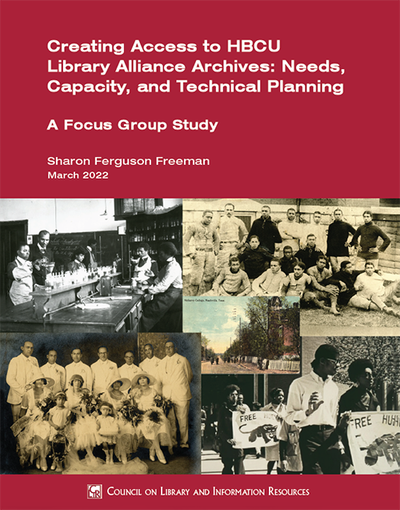 Creating Access to HBCU
Library Alliance Archives: Needs,
Capacity, and Technical Planning
A Focus Group Study
Sharon Ferguson Freeman
March 2022
FREE HUEY
FREE
COUNCIL ON LIBRARY AND INFORMATION RESOURCES